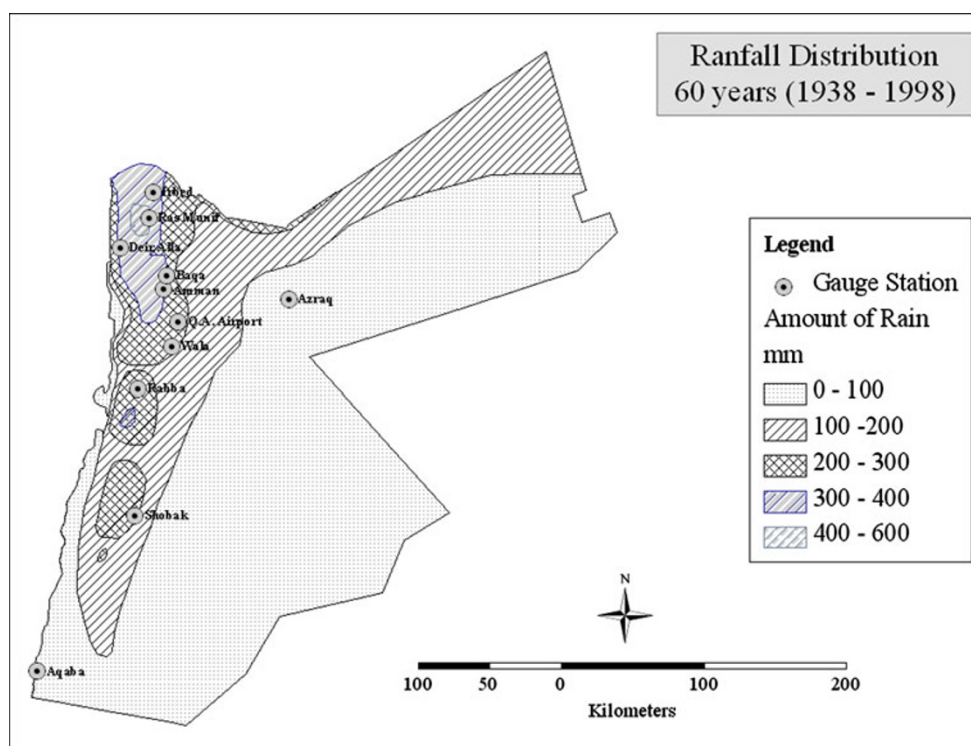 Ranfall Distribution
60 years (1938 - 1998)
Irbed
Ras Munif
Deir Alla
Baqa
Amman
Azraq
Q.A. Airport
Wala
Rabba
Shobak
Aqaba
Legend
Gauge Station
Amount of Rain
mm
0 - 100
100 -200
200 - 300
300 - 400
400 - 600
N
100 50 0 100 200
Kilometers